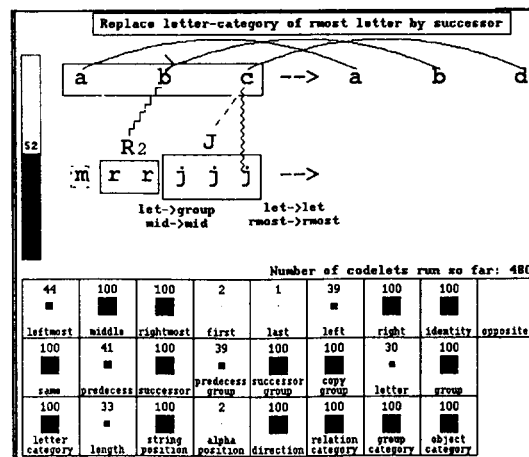 Replace letter-category of rmost letter by successor
a b c --> a b d
R2 J
52
m r r j j j -->
let->group let->let
mid->mid rmost->rmost
Number of codelets run so far: 480
44 100 100 2 1 39 100 100
leftmost middle rightmost first last left right identity opposite
100 41 100 39 100 100 30 100
same predecess successor predecess group successor group copy group letter group
100 33 100 2 100 100 100 100
letter category length string position alpha position direction relation category group category object category